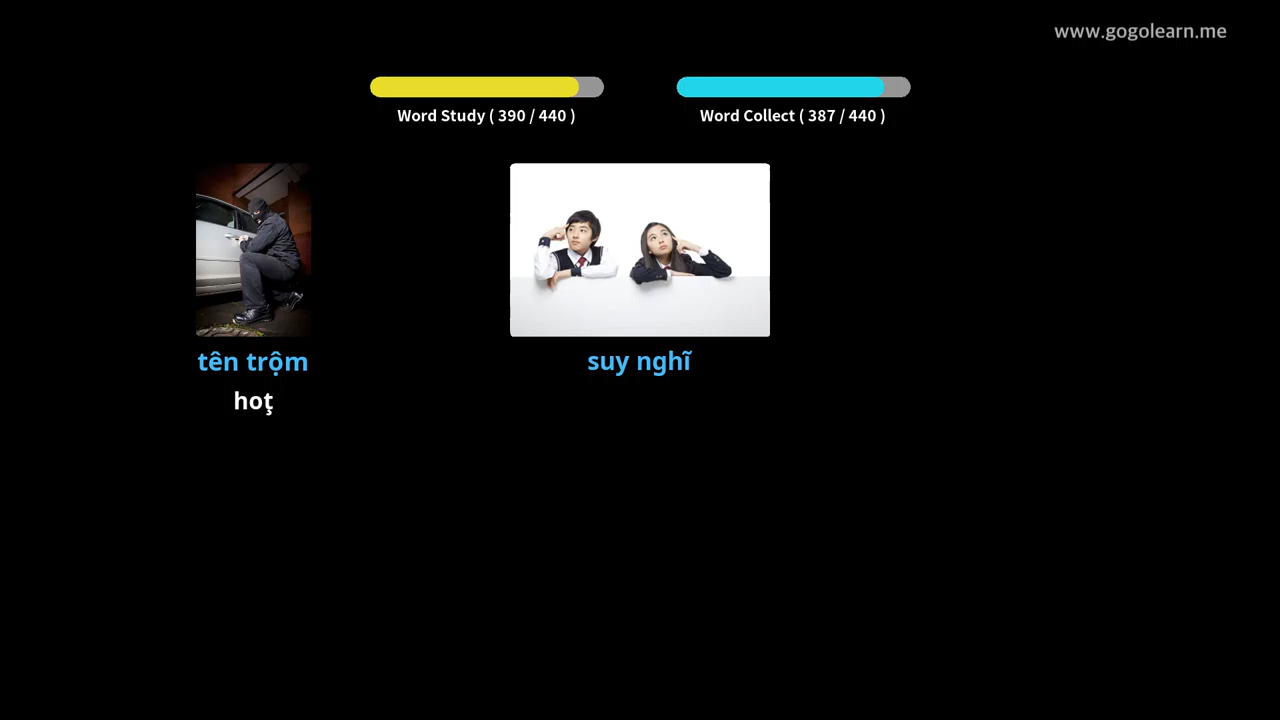 www.gogolearn.me
Word Study ( 390 / 440 )
Word Collect ( 387 / 440 )
tên trộm
hoţ
suy nghĩ